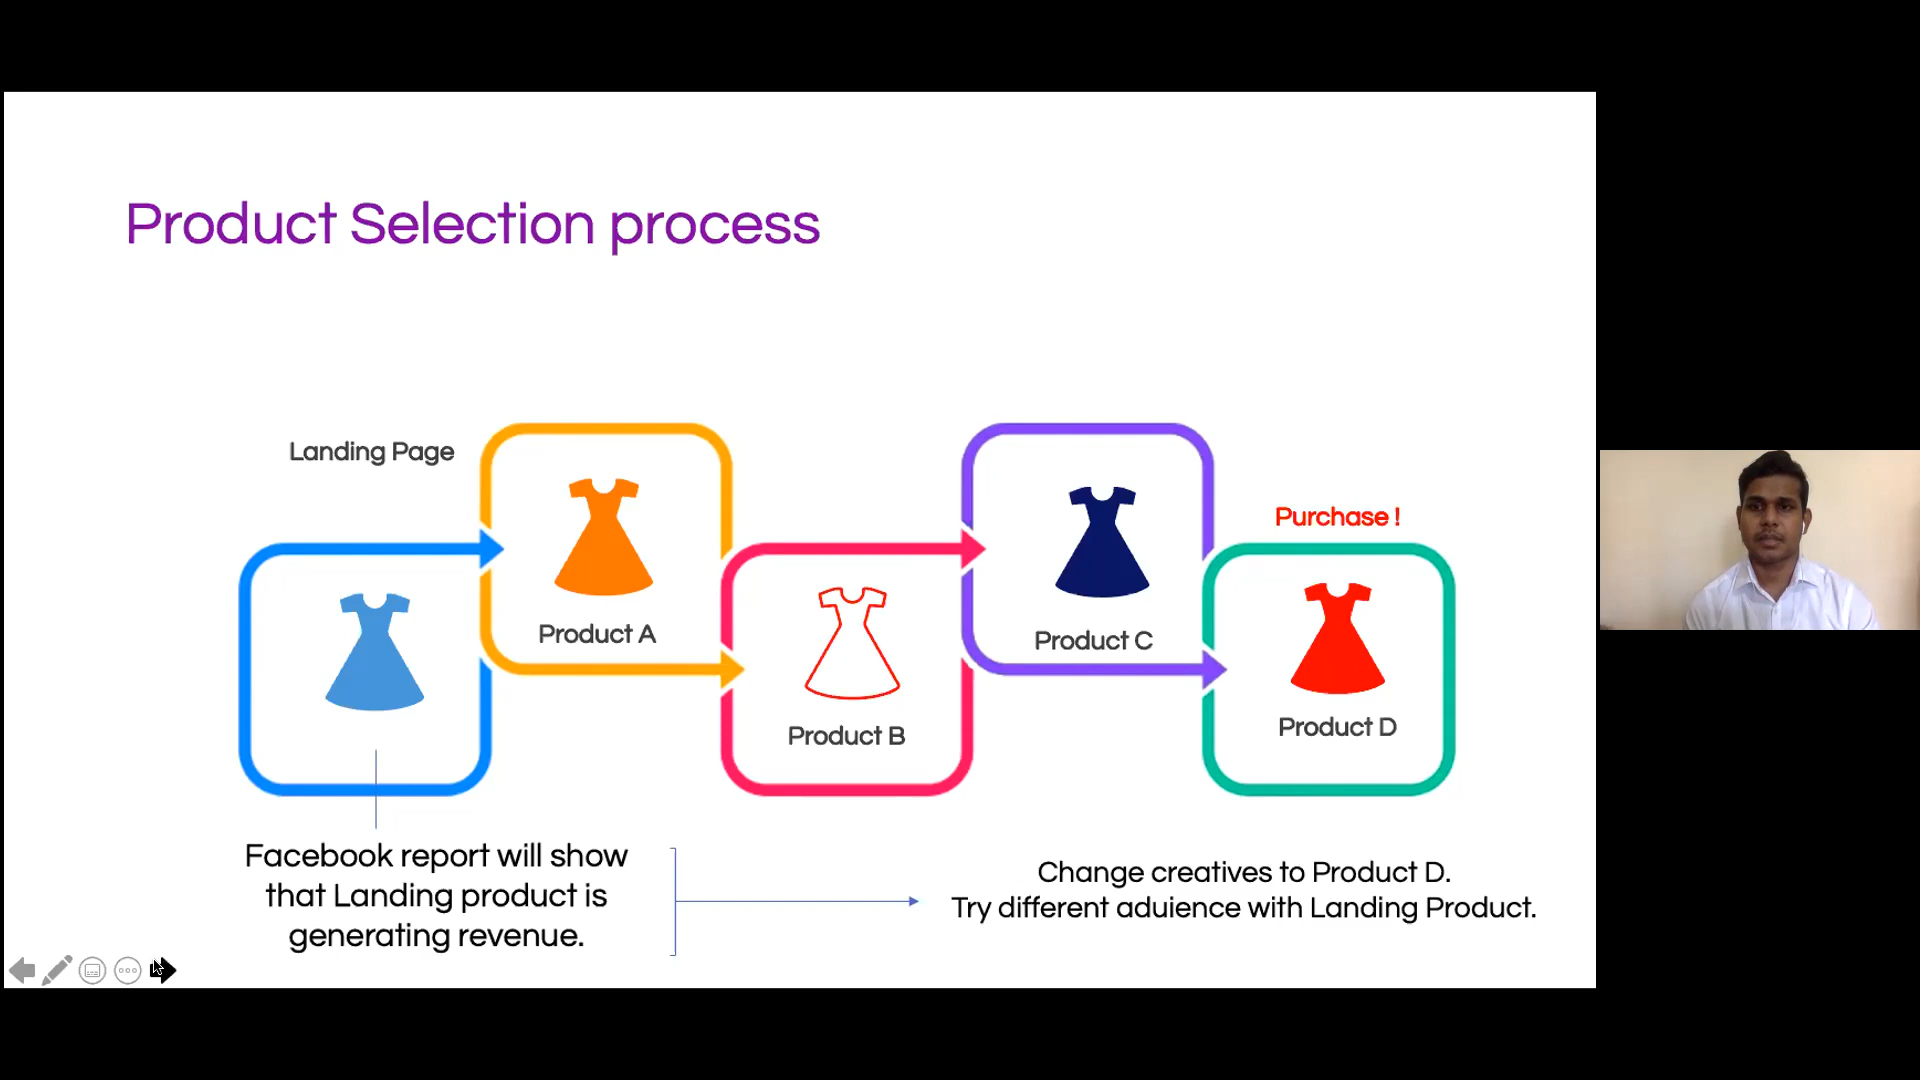 Product Selection process
Landing Page
Product A
Product B
Product C
Purchase !
Product D
Facebook report will show
that Landing product is
generating revenue.
Change creatives to Product D.
Try different aduience with Landing Product.